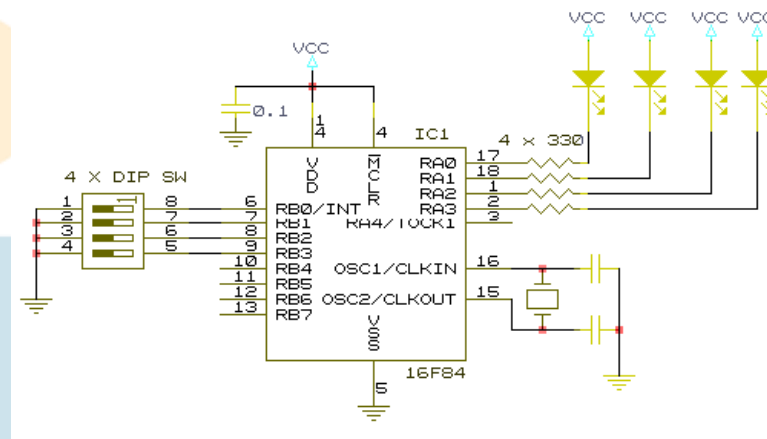 VCC VCC VCC VCC
VCC
0.1
1
4 4 IC1
4 x 330
4 X DIP SW
VDD
MCLR
RA0 17
RA1 18
RA2 1
RA3 2
RA4/TOCK1 3
1 8 6 RB0/INT
2 7 7 RB1
3 6 8 RB2
4 5 9 RB3
10 RB4
11 RB5
12 RB6
13 RB7
OSC1/CLKIN 16
OSC2/CLKOUT 15
VSS
5
16F84